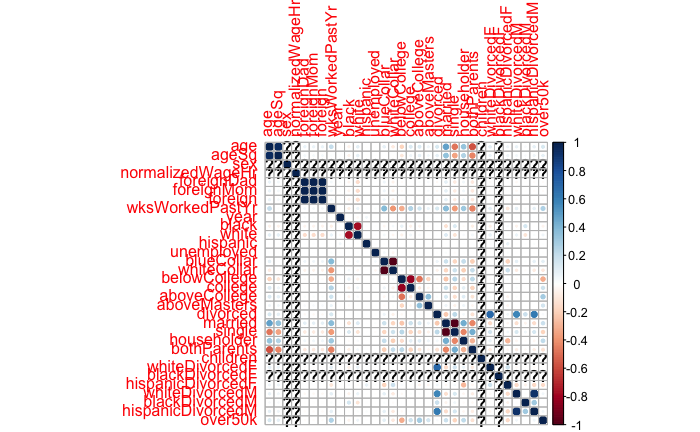 age
ageSq
sex
normalizedWageHr
foreignDad
foreignMom
foreign
wksWorkedPastYr
year
black
white
hispanic
unemployed
blueCollar
whiteCollar
belowCollege
college
aboveCollege
aboveMasters
divorced
married
single
householder
bothParents
children
whiteDivorcedF
blackDivorcedF
hispanicDivorcedF
whiteDivorcedM
blackDivorcedM
hispanicDivorcedM
over50k
1
0.8
0.6
0.4
0.2
0
-0.2
-0.4
-0.6
-0.8
-1
age
ageSq
sex
normalizedWageHr
foreignDad
foreignMom
foreign
wksWorkedPastYr
year
black
white
hispanic
unemployed
blueCollar
whiteCollar
belowCollege
college
aboveCollege
aboveMasters
divorced
married
single
householder
bothParents
children
whiteDivorcedF
blackDivorcedF
hispanicDivorcedF
whiteDivorcedM
blackDivorcedM
hispanicDivorcedM
over50k